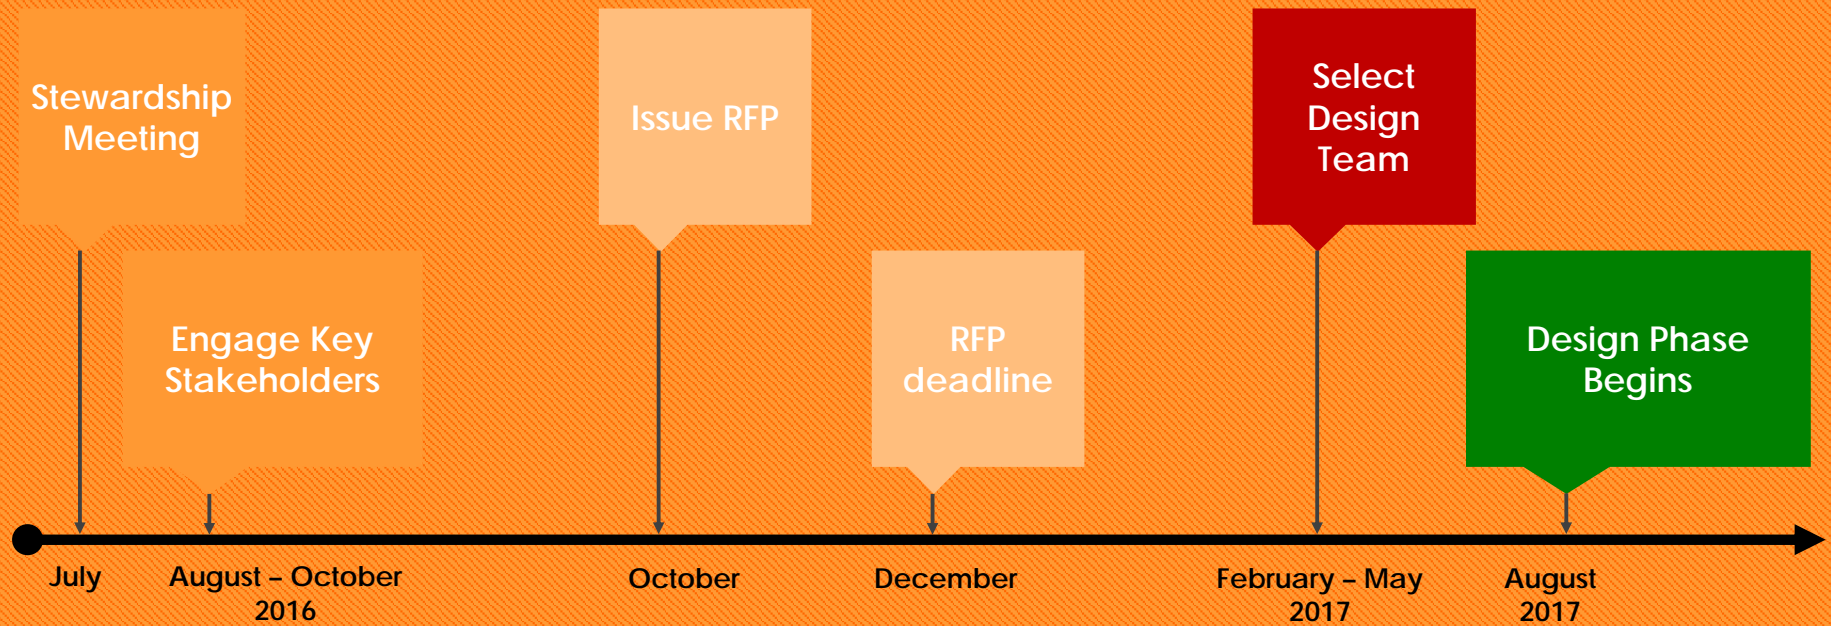 Stewardship
Meeting
Engage Key
Stakeholders
Issue RFP
RFP
deadline
Select
Design
Team
Design Phase
Begins
July
August – October
2016
October
December
February – May
2017
August
2017